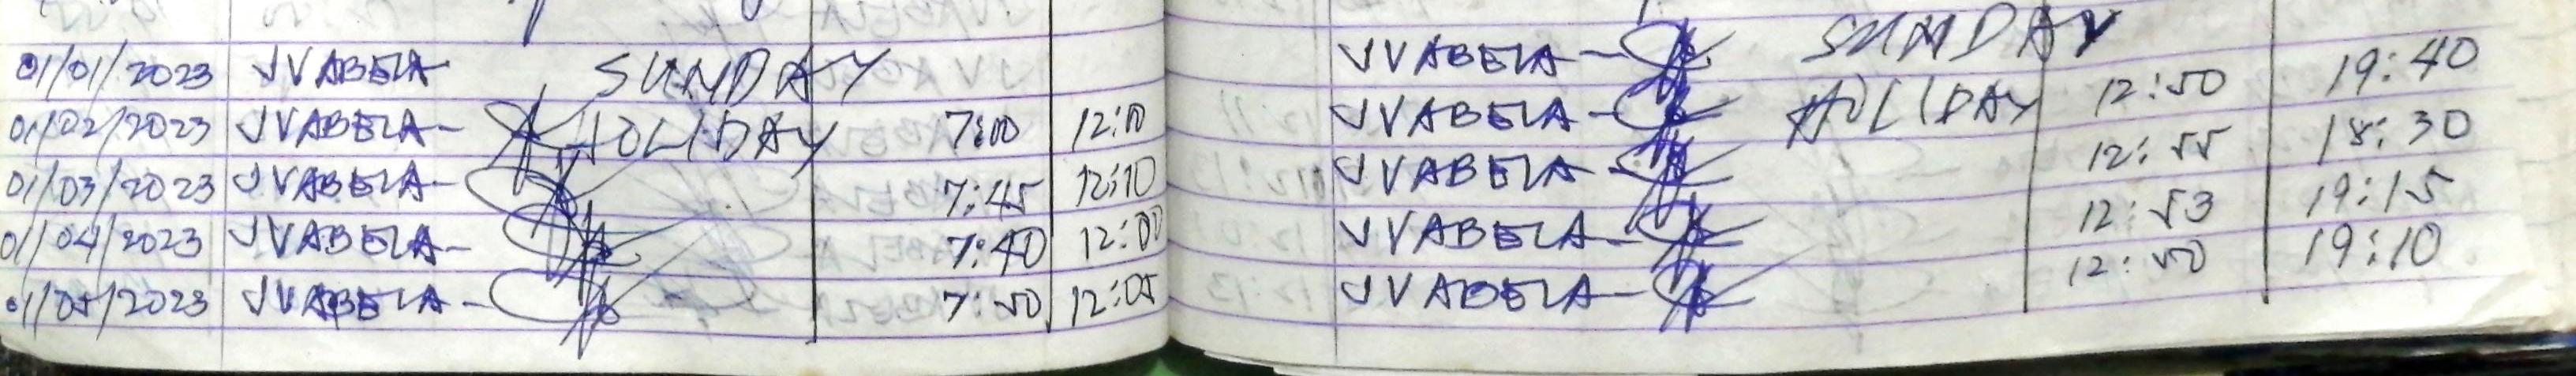 01/01/2023 JVABELA SUNDAY
01/02/2023 JVABELA- HOLIDAY 7:00 12:10
01/03/2023 JVABELA- 7:45 12:10
01/04/2023 JVABELA- 7:40 12:00
01/05/2023 JVABELA- 7:50 12:05
JVABELA- SUNDAY
JVABELA- HOLIDAY 12:50 19:40
JVABELA- 12:55 18:30
JVABELA- 12:53 19:15
JVABELA- 12:50 19:10